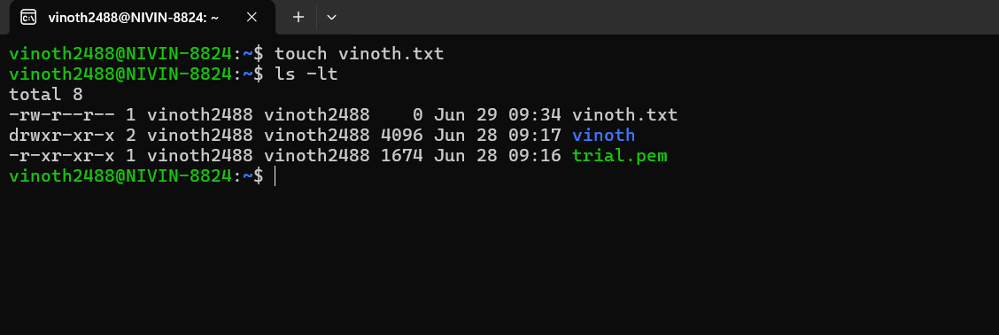 vinoth2488@NIVIN-8824: ~
vinoth2488@NIVIN-8824:~$ touch vinoth.txt
vinoth2488@NIVIN-8824:~$ ls -lt
total 8
-rw-r--r-- 1 vinoth2488 vinoth2488    0 Jun 29 09:34 vinoth.txt
drwxr-xr-x 2 vinoth2488 vinoth2488 4096 Jun 28 09:17 vinoth
-r-xr-xr-x 1 vinoth2488 vinoth2488 1674 Jun 28 09:16 trial.pem
vinoth2488@NIVIN-8824:~$